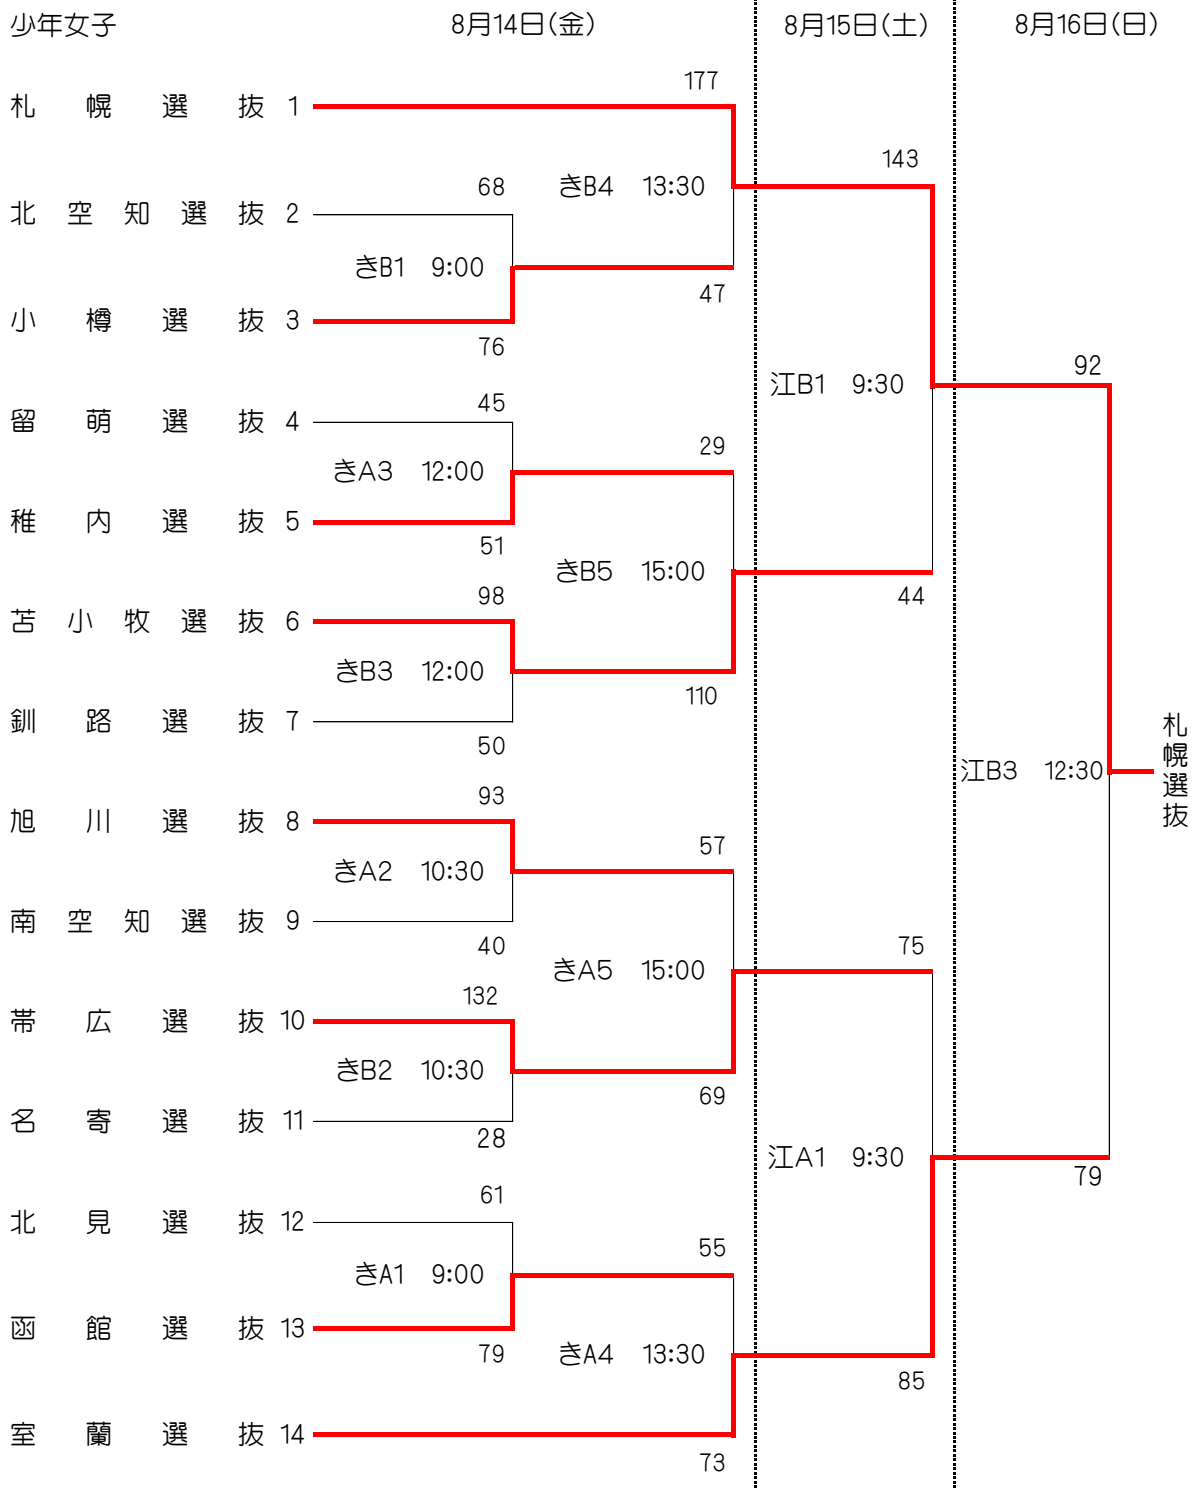 少年女子 8月14日(金) 8月15日(土) 8月16日(日)
177
札幌選抜 1
143
68 きB4 13:30
北空知選抜 2
きB1 9:00
47
小樽選抜 3
76
92
江B1 9:30
45
留萌選抜 4
29
きA3 12:00
稚内選抜 5
51
きB5 15:00
98 44
苫小牧選抜 6
きB3 12:00
110
釧路選抜 7
50
札幌選抜
江B3 12:30
93
旭川選抜 8
57
きA2 10:30
南空知選抜 9
40 75
きA5 15:00
132
帯広選抜 10
きB2 10:30
69
名寄選抜 11
28
江A1 9:30
79
61
北見選抜 12
55
きA1 9:00
函館選抜 13
79 きA4 13:30
85
室蘭選抜 14
73